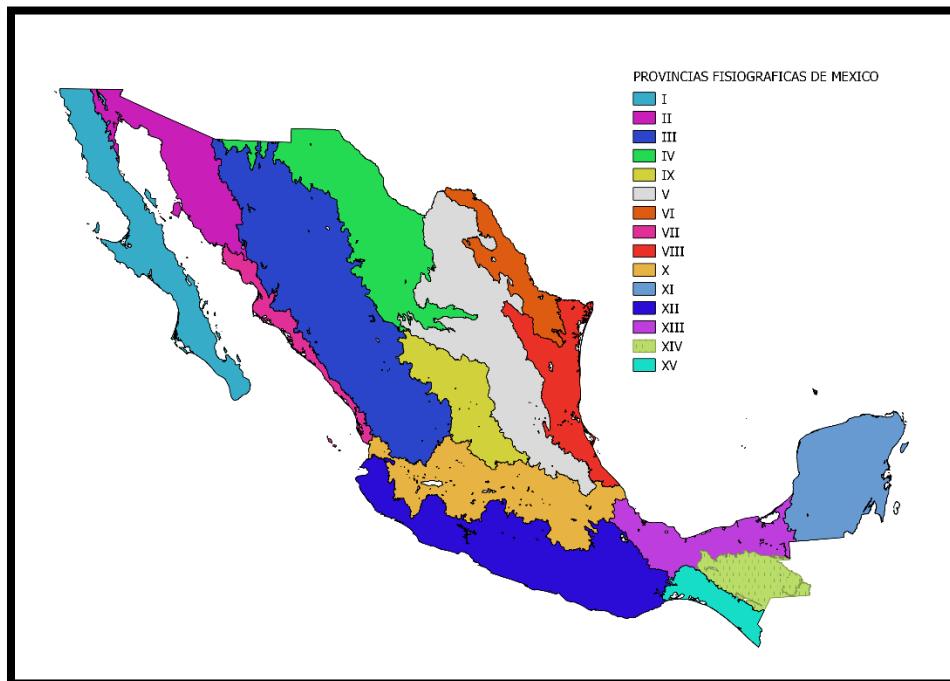 PROVINCIAS FISIOGRAFICAS DE MEXICO
I
II
III
IV
IX
V
VI
VII
VIII
X
XI
XII
XIII
XIV
XV